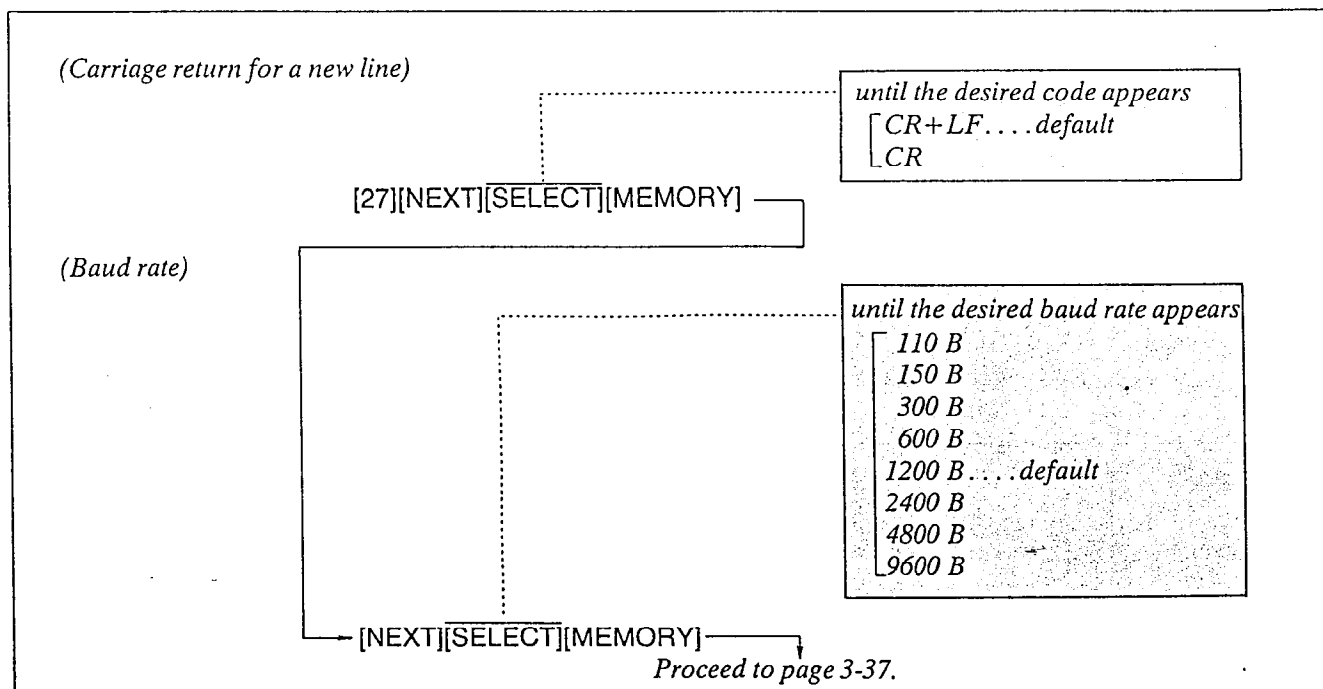 (Carriage return for a new line)
until the desired code appears
CR+LF....default
CR
[27][NEXT][SELECT][MEMORY]
(Baud rate)
until the desired baud rate appears
110 B
150 B
300 B
600 B
1200 B....default
2400 B
4800 B
9600 B
[NEXT][SELECT][MEMORY]
Proceed to page 3-37.